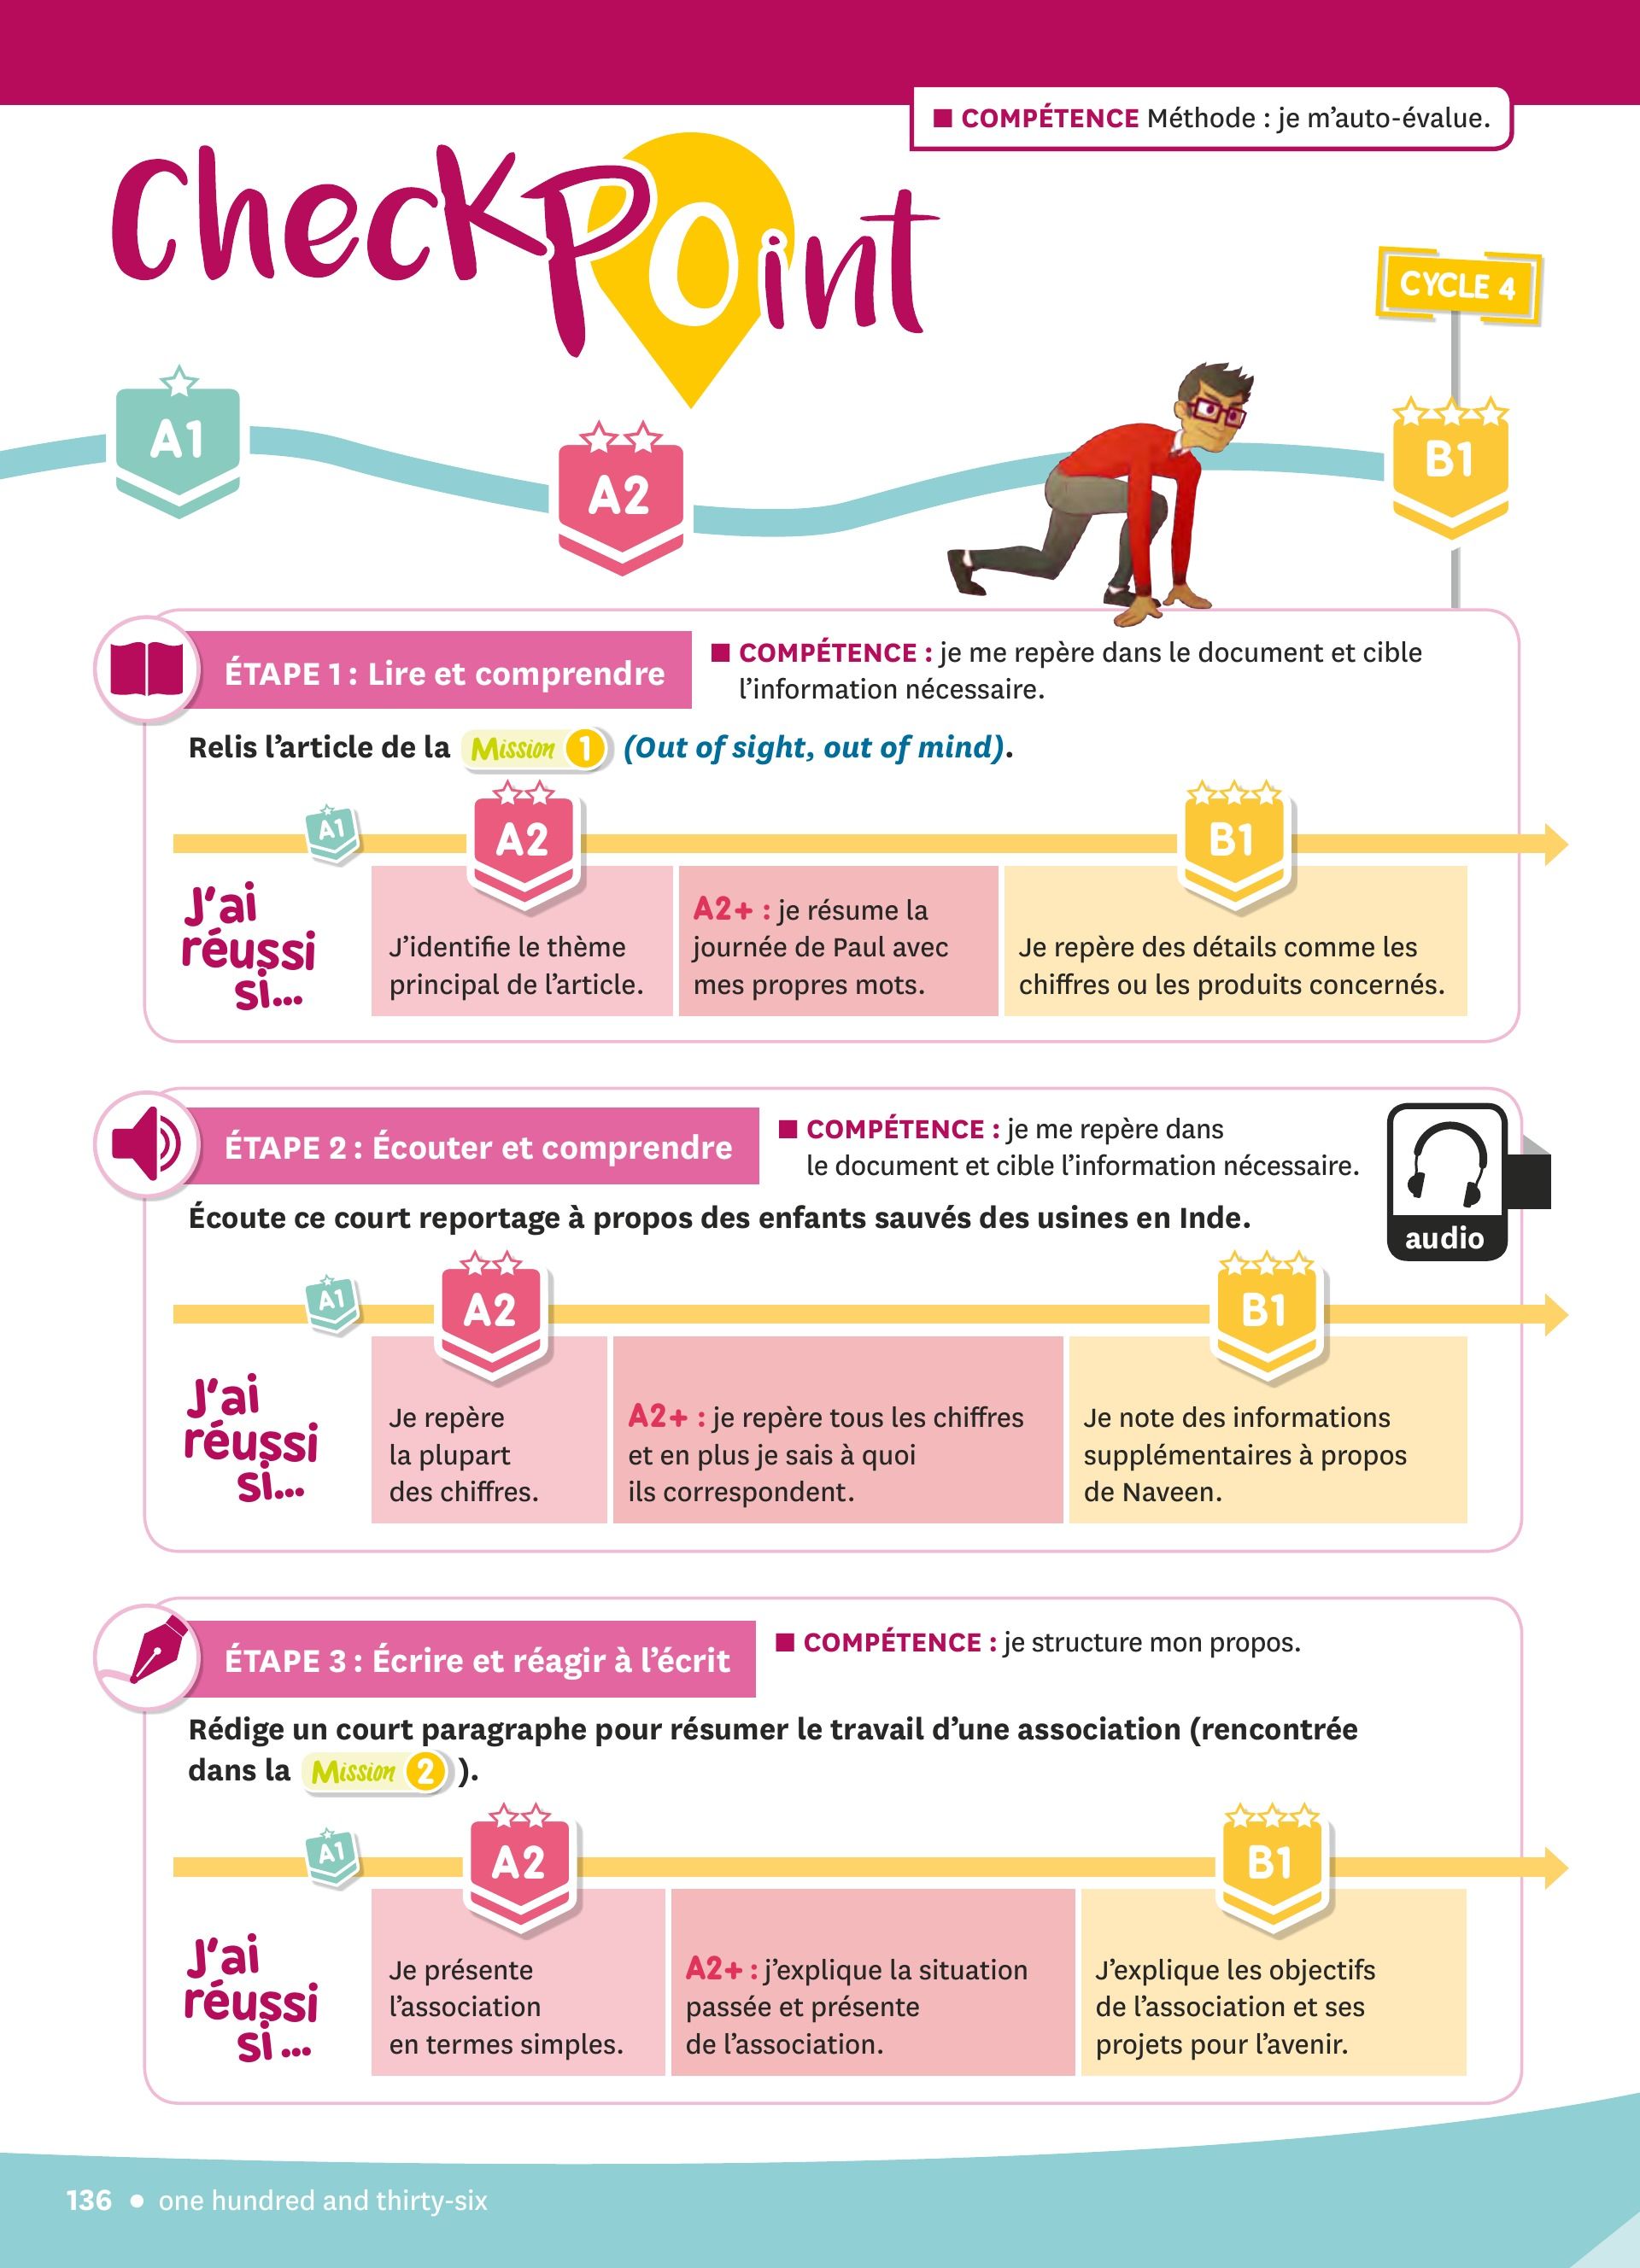 ■ COMPÉTENCE Méthode : je m’auto-évalue.
CheckPoint
CYCLE 4
A1
A2
B1
ÉTAPE 1 : Lire et comprendre
■ COMPÉTENCE : je me repère dans le document et cible
l’information nécessaire.
Relis l’article de la Mission 1 (Out of sight, out of mind).
A1
A2
B1
J’ai
réussi
si...
J’identifie le thème
principal de l’article.
A2+ : je résume la
journée de Paul avec
mes propres mots.
Je repère des détails comme les
chiffres ou les produits concernés.
ÉTAPE 2 : Écouter et comprendre
■ COMPÉTENCE : je me repère dans
le document et cible l’information nécessaire.
audio
Écoute ce court reportage à propos des enfants sauvés des usines en Inde.
A1
A2
B1
J’ai
réussi
si...
Je repère
la plupart
des chiffres.
A2+ : je repère tous les chiffres
et en plus je sais à quoi
ils correspondent.
Je note des informations
supplémentaires à propos
de Naveen.
ÉTAPE 3 : Écrire et réagir à l’écrit
■ COMPÉTENCE : je structure mon propos.
Rédige un court paragraphe pour résumer le travail d’une association (rencontrée
dans la Mission 2 ).
A1
A2
B1
J’ai
réussi
si ...
Je présente
l’association
en termes simples.
A2+ : j’explique la situation
passée et présente
de l’association.
J’explique les objectifs
de l’association et ses
projets pour l’avenir.
136 • one hundred and thirty-six